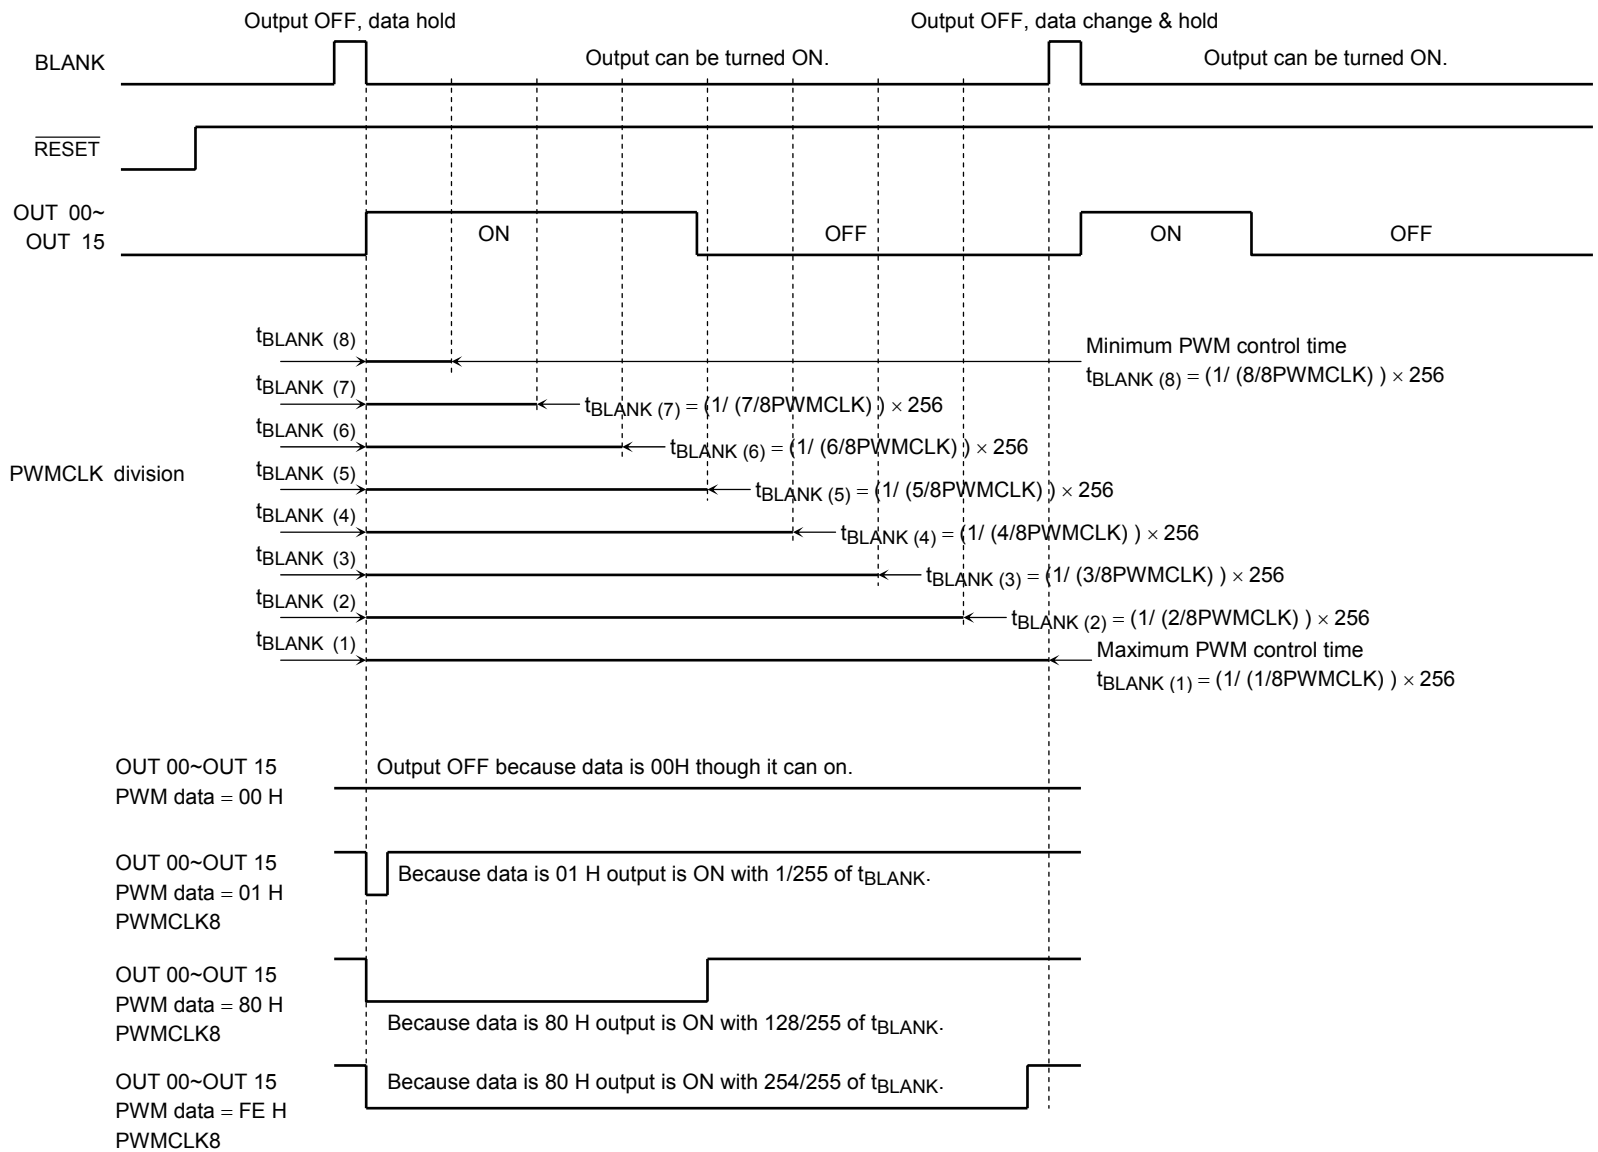 Output OFF, data hold
Output OFF, data change & hold
BLANK
Output can be turned ON.
Output can be turned ON.
RESET
OUT 00~
OUT 15
ON
OFF
ON
OFF
tBLANK (8)
Minimum PWM control time
tBLANK (8) = (1/ (8/8PWMCLK) ) × 256
tBLANK (7)
tBLANK (7) = (1/ (7/8PWMCLK) ) × 256
tBLANK (6)
tBLANK (6) = (1/ (6/8PWMCLK) ) × 256
PWMCLK division
tBLANK (5)
tBLANK (5) = (1/ (5/8PWMCLK) ) × 256
tBLANK (4)
tBLANK (4) = (1/ (4/8PWMCLK) ) × 256
tBLANK (3)
tBLANK (3) = (1/ (3/8PWMCLK) ) × 256
tBLANK (2)
tBLANK (2) = (1/ (2/8PWMCLK) ) × 256
tBLANK (1)
Maximum PWM control time
tBLANK (1) = (1/ (1/8PWMCLK) ) × 256
OUT 00~OUT 15
PWM data = 00 H
Output OFF because data is 00H though it can on.
OUT 00~OUT 15
PWM data = 01 H
PWMCLK8
Because data is 01 H output is ON with 1/255 of tBLANK.
OUT 00~OUT 15
PWM data = 80 H
PWMCLK8
Because data is 80 H output is ON with 128/255 of tBLANK.
OUT 00~OUT 15
PWM data = FE H
PWMCLK8
Because data is 80 H output is ON with 254/255 of tBLANK.